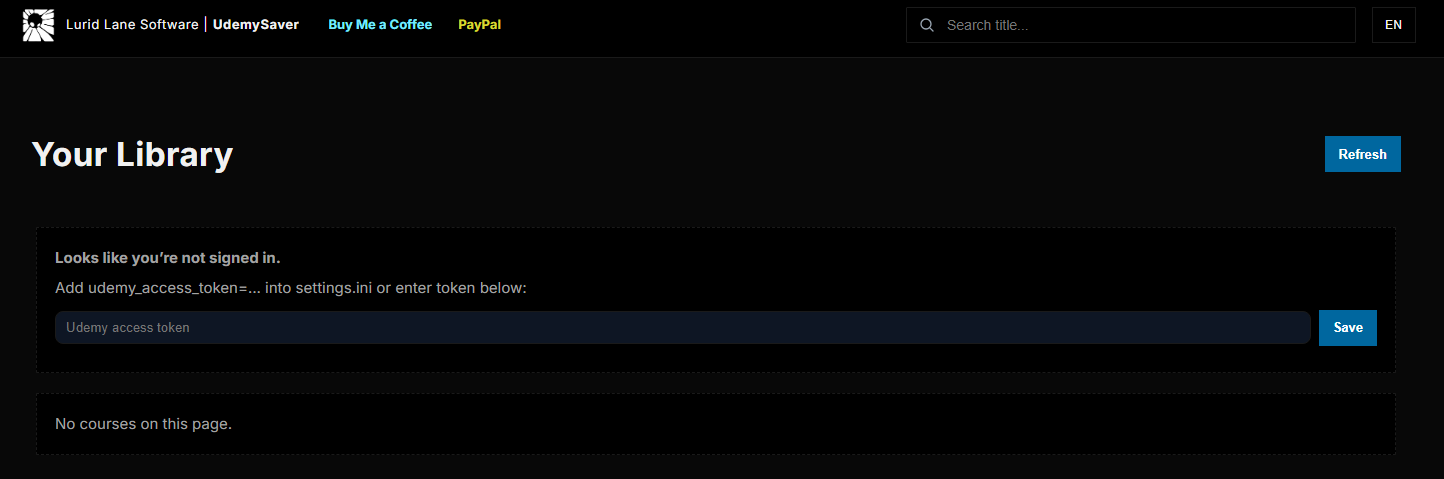 Lurid Lane Software | UdemySaver Buy Me a Coffee PayPal Search title... EN
Your Library Refresh
Looks like you’re not signed in.
Add udemy_access_token=... into settings.ini or enter token below:
Udemy access token Save
No courses on this page.